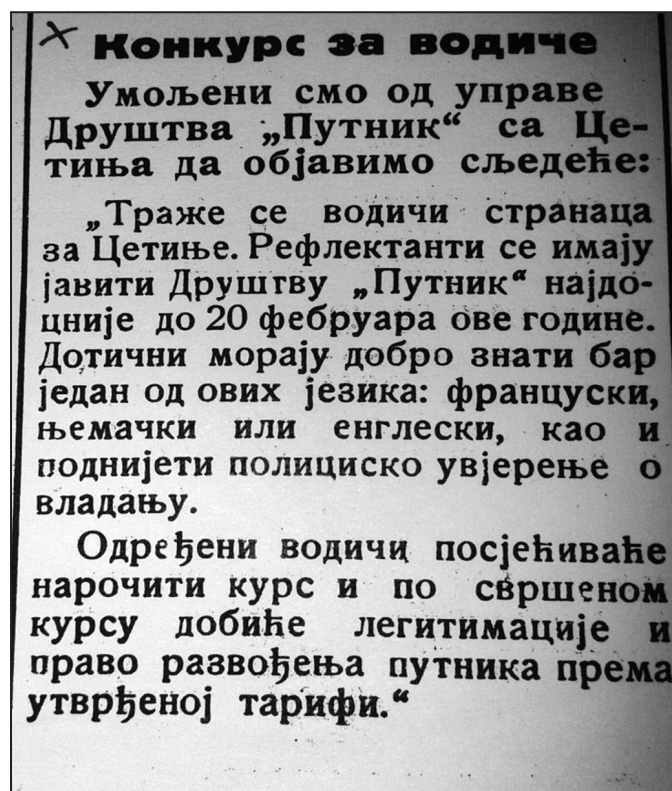 Конкурс за водиче
Умољени смо од управе
Друштва „Путник“ са Це-
тиња да објавимо сљедеће:
„Траже се водичи странаца
за Цетиње. Рефлектанти се имају
јавити Друштву „Путник“ најдо-
цније до 20 фебруара ове године.
Дотични морају добро знати бар
један од ових језика: француски,
њемачки или енглески, као и
поднијети полициско увјерење о
владању.
Одређени водичи посјећиваће
нарочити курс и по свршеном
курсу добиће легитимације и
право развођења путника према
утврђеној тарифи.“